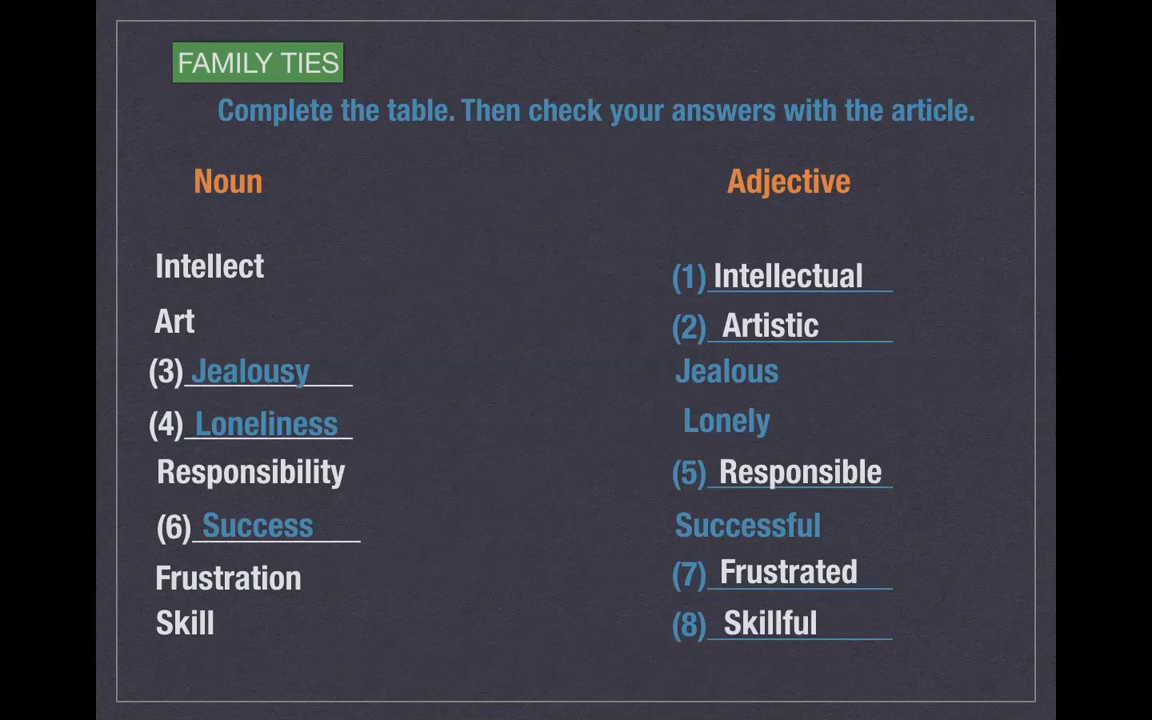 FAMILY TIES
Complete the table. Then check your answers with the article.
Noun Adjective
Intellect (1) Intellectual
Art (2) Artistic
(3) Jealousy Jealous
(4) Loneliness Lonely
Responsibility (5) Responsible
(6) Success Successful
Frustration (7) Frustrated
Skill (8) Skillful